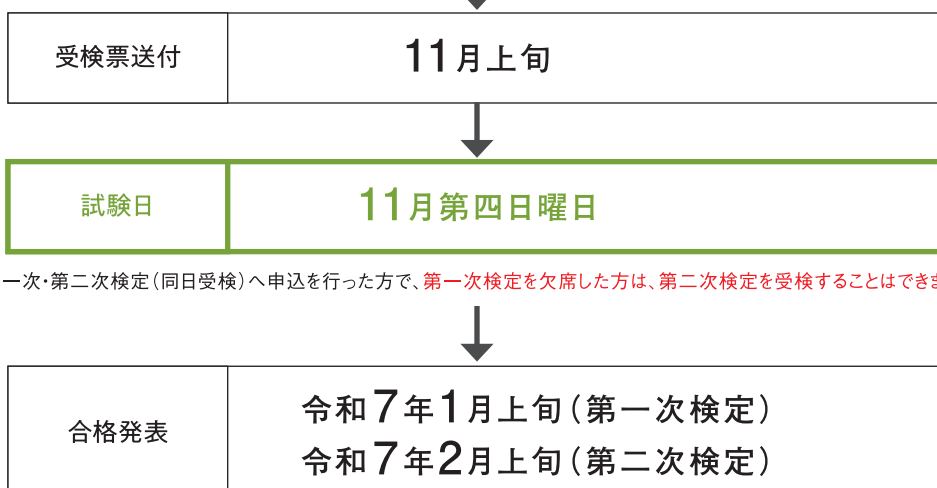 受検票送付
11月上旬
試験日
11月第四日曜日
一次・第二次検定（同日受検）へ申込を行った方で、第一次検定を欠席した方は、第二次検定を受検することはでき
合格発表
令和7年1月上旬（第一次検定）
令和7年2月上旬（第二次検定）